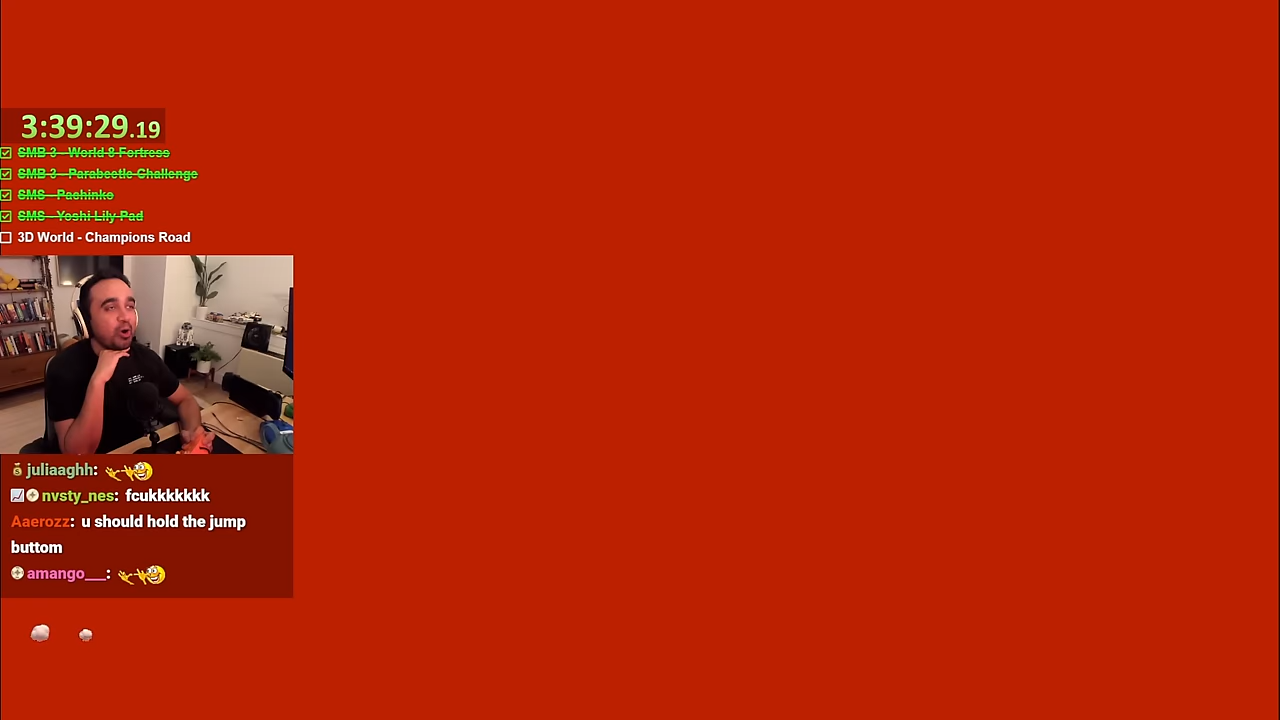 3:39:29.19
SMB 3 - World 8 Fortress
SMB 3 - Parabeetle Challenge
SMS - Pachinko
SMS - Yoshi Lily Pad
3D World - Champions Road
juliaaghh:
nvsty_nes: fcukkkkkkk
Aaerozz: u should hold the jump
buttom
amango___: